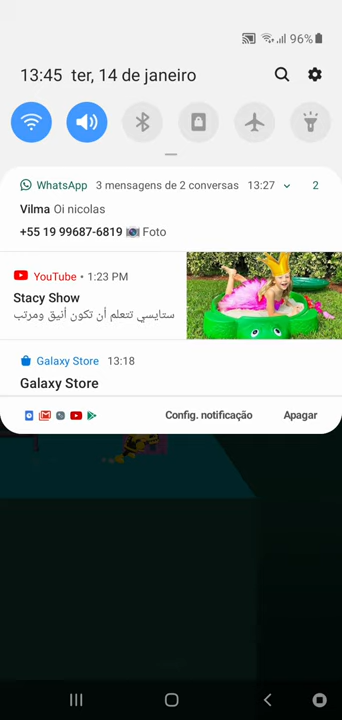 96%
13:45 ter, 14 de janeiro
WhatsApp 3 mensagens de 2 conversas 13:27 2
Vilma Oi nicolas
+55 19 99687-6819 📷 Foto
YouTube • 1:23 PM
Stacy Show
ستايسي تتعلم أن تكون أنيق ومرتب
Galaxy Store 13:18
Galaxy Store
Config. notificação Apagar